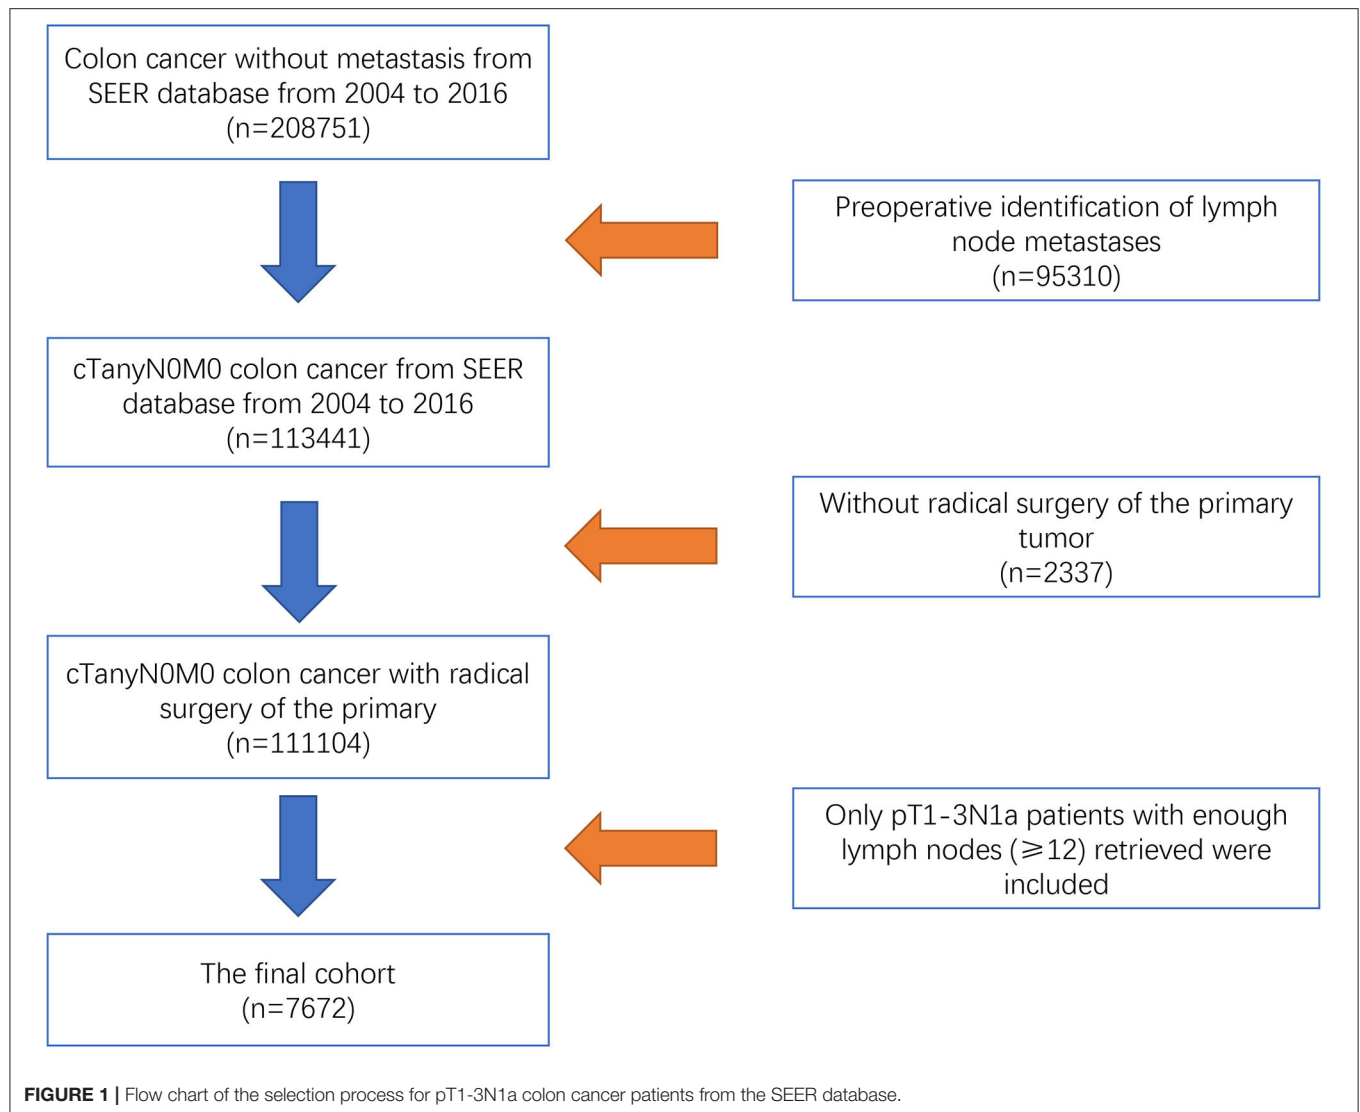 Colon cancer without metastasis from
SEER database from 2004 to 2016
(n=208751)
Preoperative identification of lymph
node metastases
(n=95310)
cTanyN0M0 colon cancer from SEER
database from 2004 to 2016
(n=113441)
Without radical surgery of the primary
tumor
(n=2337)
cTanyN0M0 colon cancer with radical
surgery of the primary
(n=111104)
Only pT1-3N1a patients with enough
lymph nodes (≥12) retrieved were
included
The final cohort
(n=7672)
FIGURE 1 | Flow chart of the selection process for pT1-3N1a colon cancer patients from the SEER database.